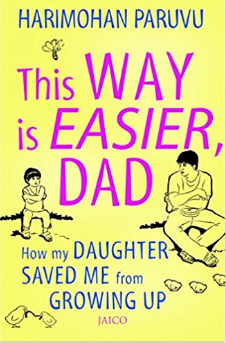 HARIMOHAN PARUVU
This WAY
is EASIER,
DAD
How my DAUGHTER
SAVED ME from
GROWING UP
JAICO